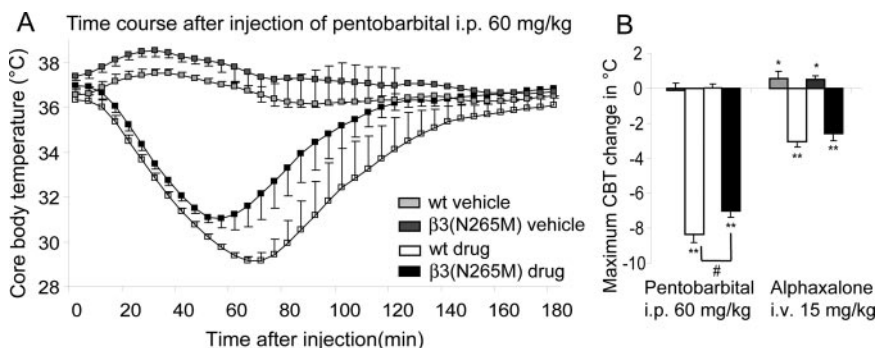 A Time course after injection of pentobarbital i.p. 60 mg/kg
Core body temperature (°C)
38
36
34
32
30
28
0 20 40 60 80 100 120 140 160 180
Time after injection(min)
wt vehicle
β3(N265M) vehicle
wt drug
β3(N265M) drug
B
Maximum CBT change in °C
2
0
-2
-4
-6
-8
-10
* *
** ** ** **
#
Pentobarbital
i.p. 60 mg/kg
Alphaxalone
i.v. 15 mg/kg